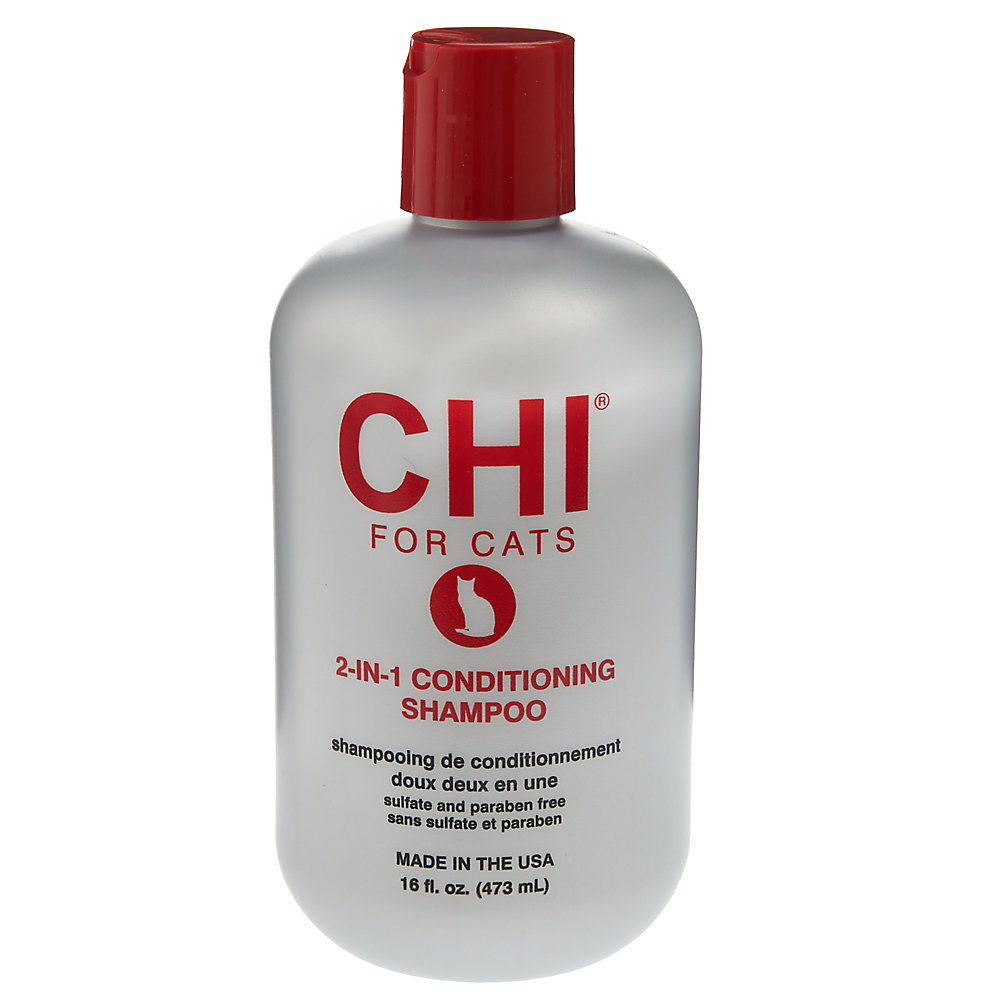 CHI®
FOR CATS
2-IN-1 CONDITIONING
SHAMPOO
shampooing de conditionnement
doux deux en une
sulfate and paraben free
sans sulfate et paraben
MADE IN THE USA
16 fl. oz. (473 mL)